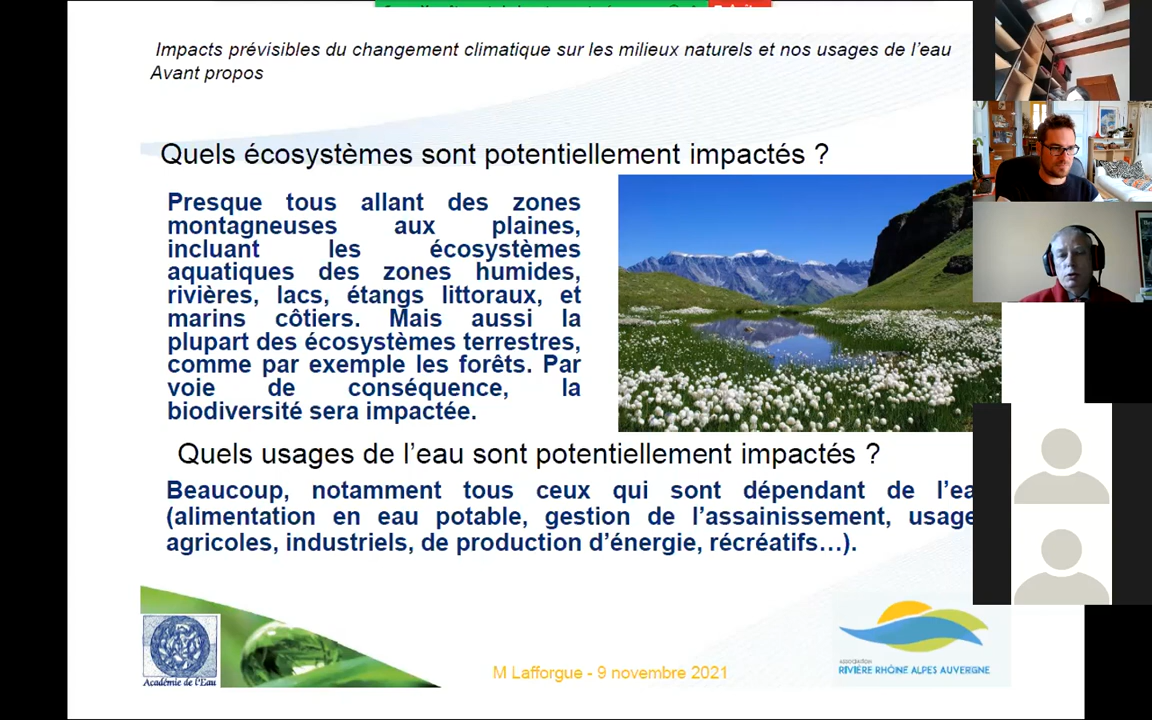 Impacts prévisibles du changement climatique sur les milieux naturels et nos usages de l'eau
Avant propos
Quels écosystèmes sont potentiellement impactés ?
Presque tous allant des zones
montagneuses aux plaines,
incluant les écosystèmes
aquatiques des zones humides,
rivières, lacs, étangs littoraux, et
marins côtiers. Mais aussi la
plupart des écosystèmes terrestres,
comme par exemple les forêts. Par
voie de conséquence, la
biodiversité sera impactée.
Quels usages de l'eau sont potentiellement impactés ?
Beaucoup, notamment tous ceux qui sont dépendant de l'ea
(alimentation en eau potable, gestion de l'assainissement, usage
agricoles, industriels, de production d'énergie, récréatifs…).
Académie de l'Eau
M Lafforgue - 9 novembre 2021
ASSOCIATION
RIVIÈRE RHÔNE ALPES AUVERGNE